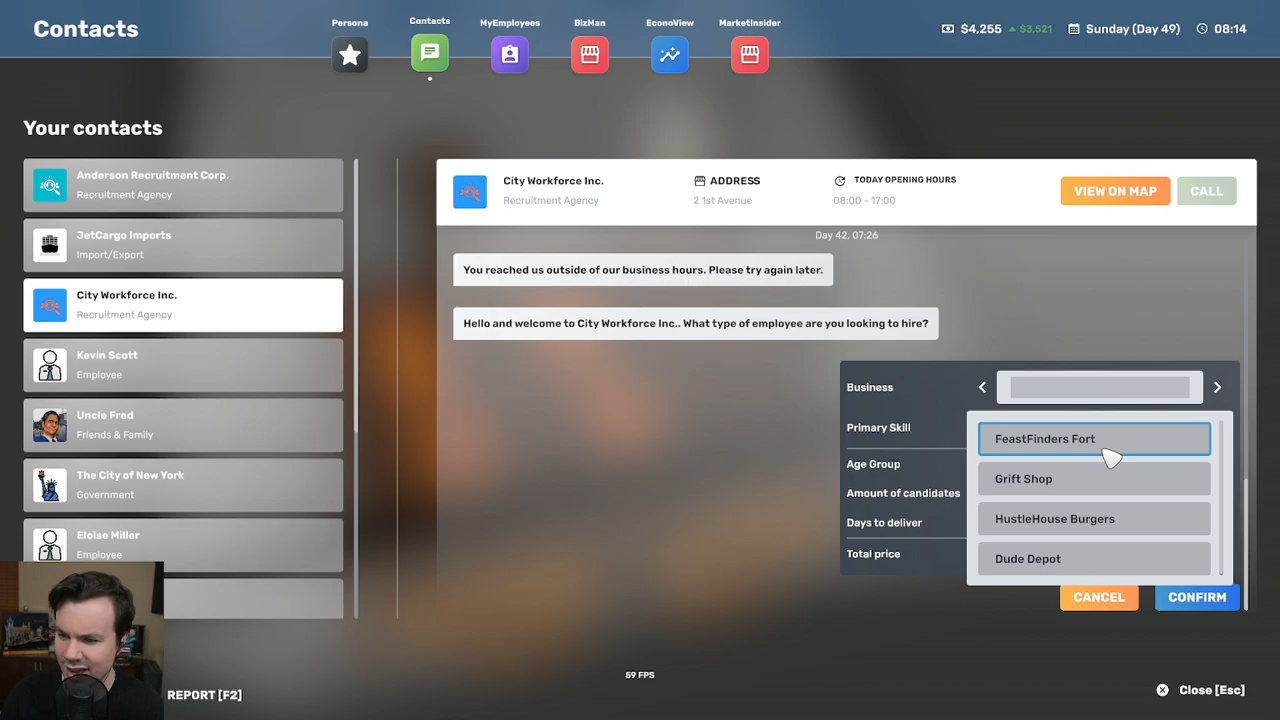 Contacts
Persona
Contacts
MyEmployees
BizMan
EconoView
MarketInsider
$4,255 $3,521 Sunday (Day 49) 08:14
Your contacts
Anderson Recruitment Corp.
Recruitment Agency
JetCargo Imports
Import/Export
City Workforce Inc.
Recruitment Agency
Kevin Scott
Employee
Uncle Fred
Friends & Family
The City of New York
Government
Eloise Miller
Employee
City Workforce Inc.
Recruitment Agency
ADDRESS
2 1st Avenue
TODAY OPENING HOURS
08:00 - 17:00
VIEW ON MAP
CALL
Day 42, 07:26
You reached us outside of our business hours. Please try again later.
Hello and welcome to City Workforce Inc.. What type of employee are you looking to hire?
Business
Primary Skill
Age Group
Amount of candidates
Days to deliver
Total price
FeastFinders Fort
Grift Shop
HustleHouse Burgers
Dude Depot
CANCEL
CONFIRM
59 FPS
REPORT [F2]
Close [Esc]